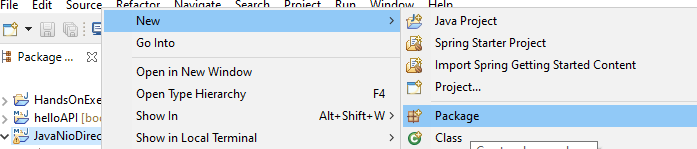 File Edit Source Refactor Navigate Search Project Run Window Help
New
Java Project
Go Into
Spring Starter Project
Package ...
Import Spring Getting Started Content
Open in New Window
Project...
Open Type Hierarchy F4
HandsOnExe
Show In Alt+Shift+W
Package
helloAPI [boo
JavaNioDirec
Show in Local Terminal
Class